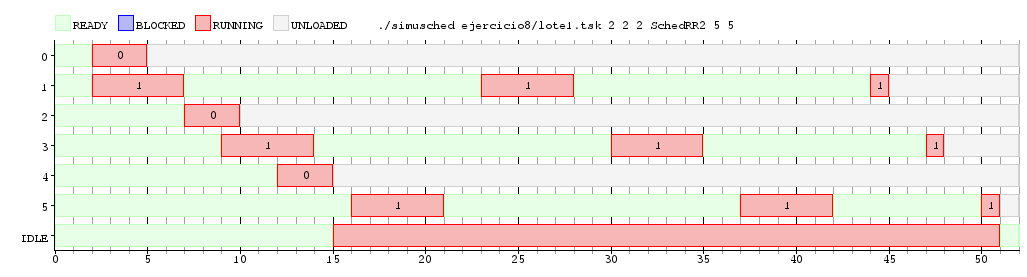 READY BLOCKED RUNNING UNLOADED ./simusched ejercicio8/lote1.tsk 2 2 2 SchedRR2 5 5
0 0
1 1 1 1
2 0
3 1 1 1
4 0
5 1 1 1
IDLE
0 5 10 15 20 25 30 35 40 45 50